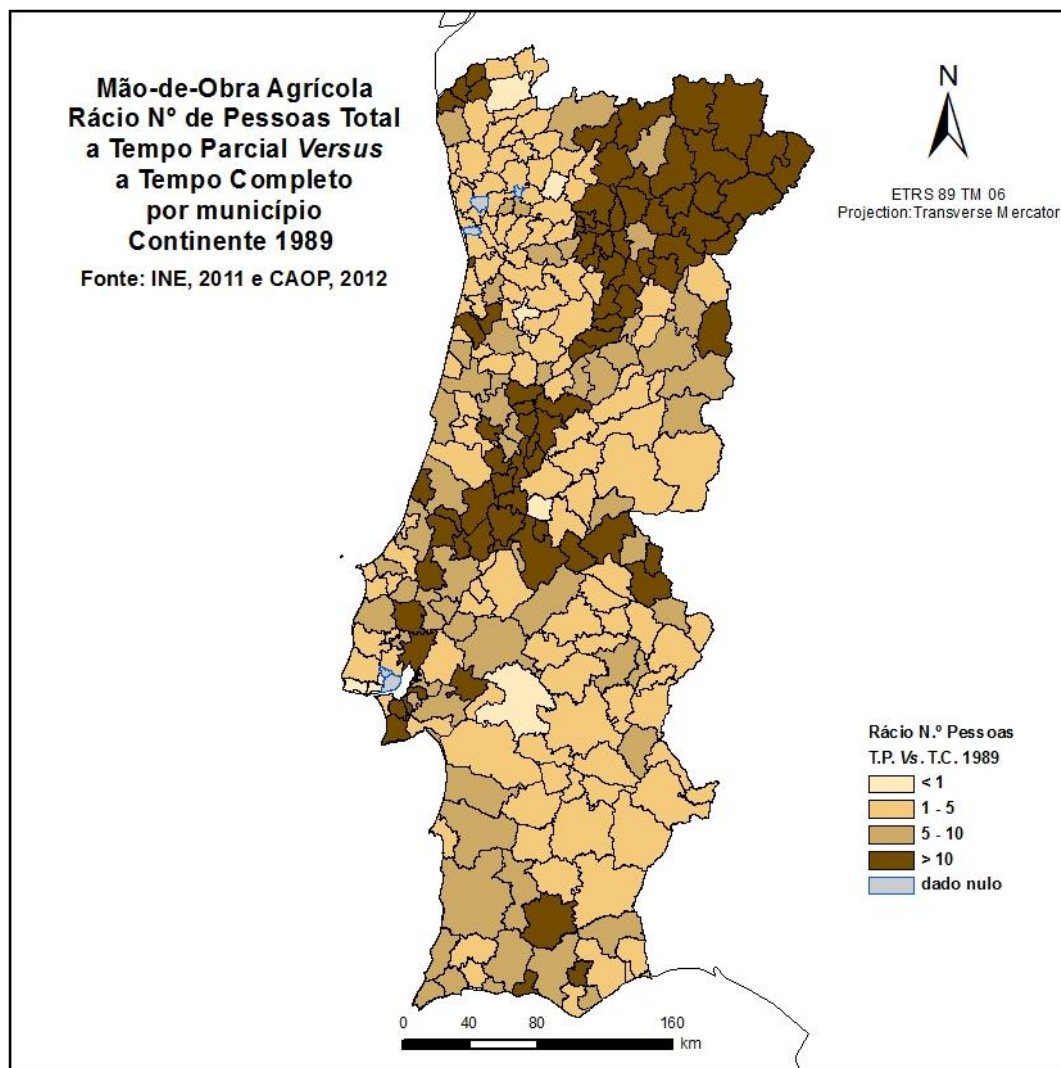 Mão-de-Obra Agrícola
Rácio Nº de Pessoas Total
a Tempo Parcial Versus
a Tempo Completo
por município
Continente 1989
Fonte: INE, 2011 e CAOP, 2012
N
ETRS 89 TM 06
Projection: Transverse Mercator
Rácio N.º Pessoas
T.P. Vs. T.C. 1989
< 1
1 - 5
5 - 10
> 10
dado nulo
0 40 80 160
km